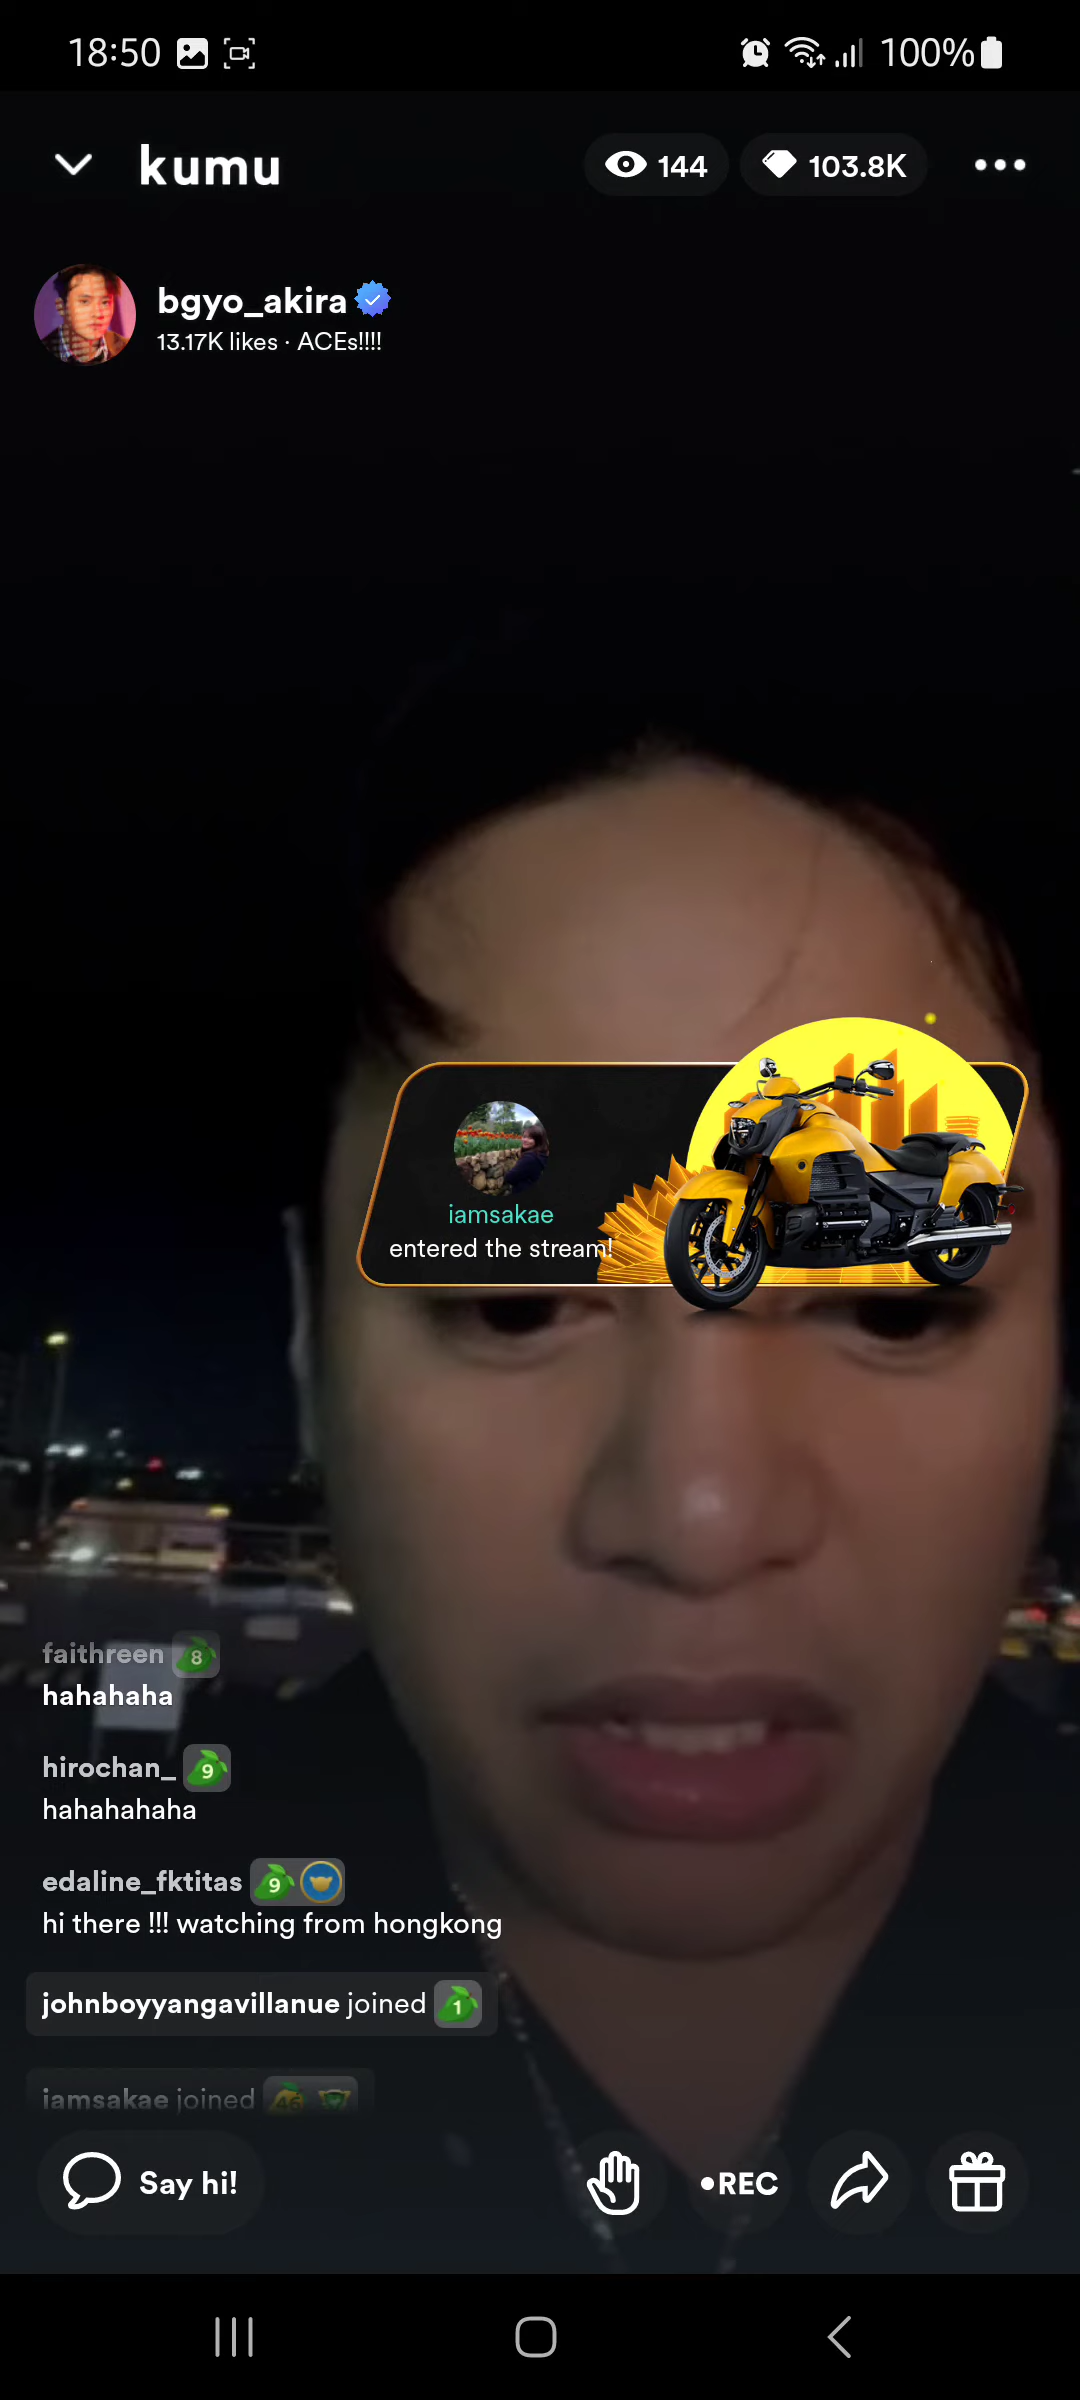 18:50
100%
kumu
144
103.8K
bgyo_akira
13.17K likes · ACEs!!!!
iamsakae
entered the stream!
faithreen 8
hahahaha
hirochan_ 9
hahahahaha
edaline_fktitas 9
hi there !!! watching from hongkong
johnboyyangavillanue joined 1
iamsakae joined 46
Say hi!
•REC